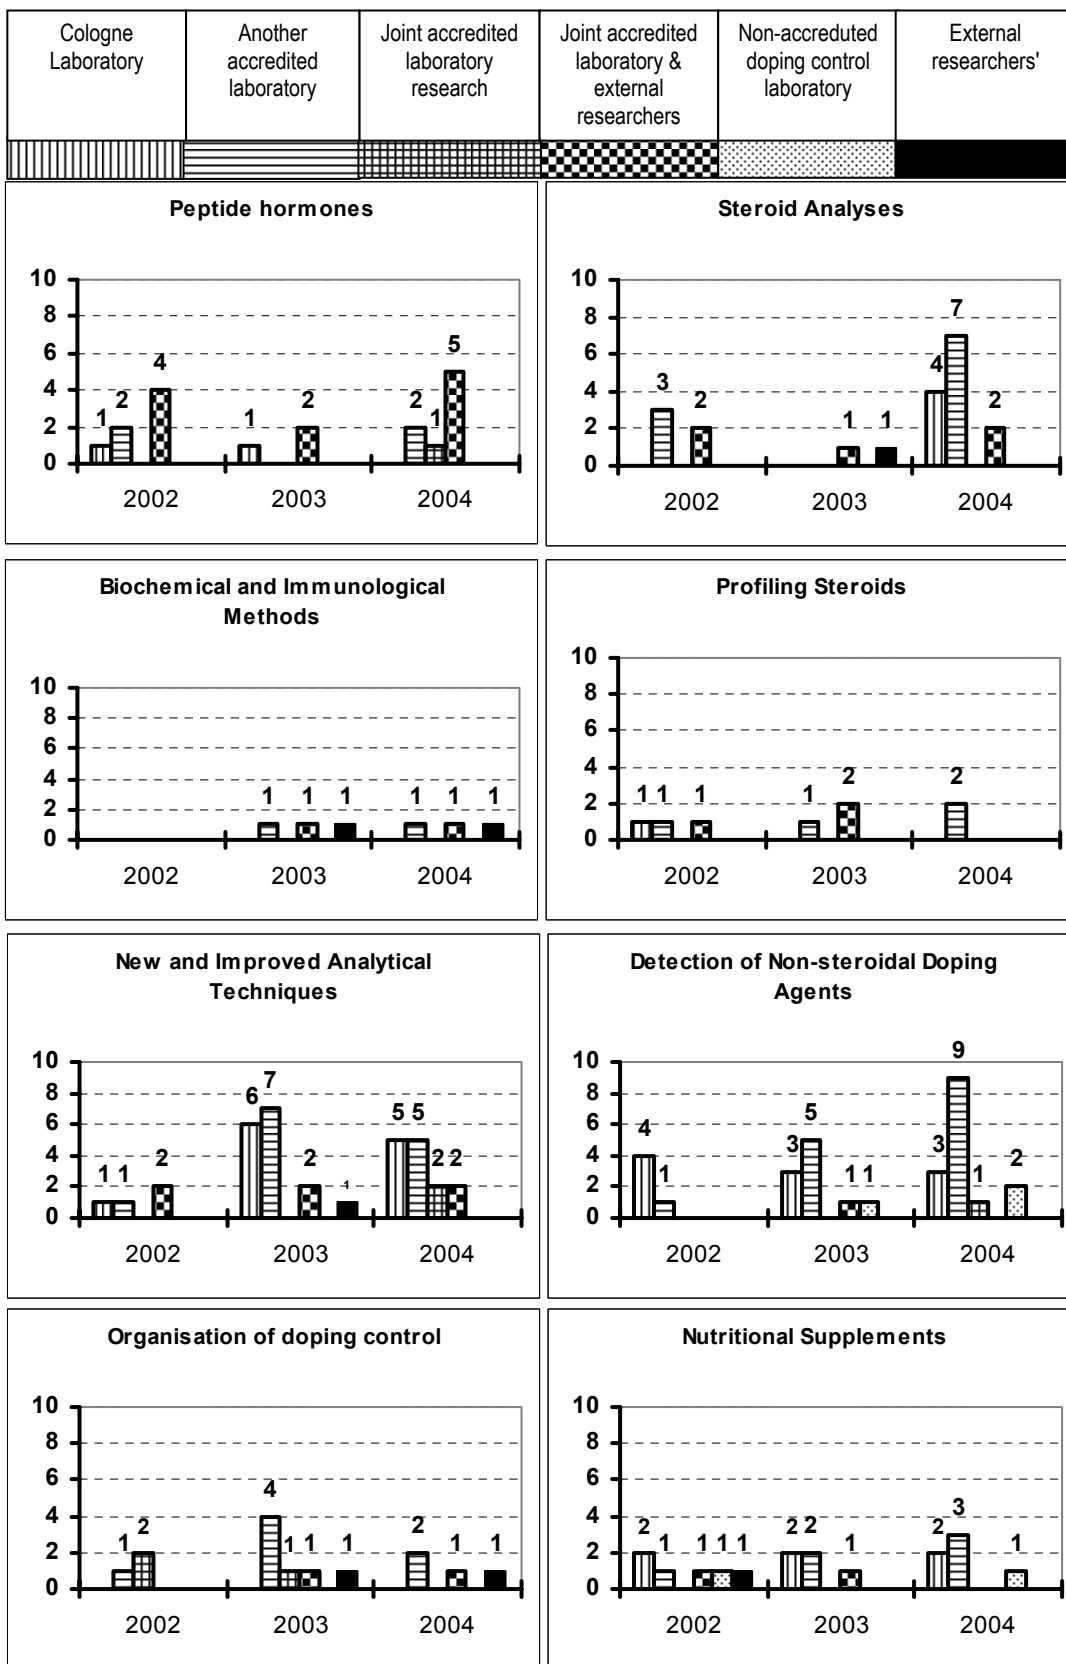 Cologne
Laboratory
Another
accredited
laboratory
Joint accredited
laboratory
research
Joint accredited
laboratory &
external
researchers
Non-accreduted
doping control
laboratory
External
researchers'
Peptide hormones
10
8
6
4
2
0
1 2 4
1 2
2 1 5
2002 2003 2004
Steroid Analyses
10
8
6
4
2
0
3 2
1 1
4 7 2
2002 2003 2004
Biochemical and Immunological
Methods
10
8
6
4
2
0
1 1 1
1 1 1
2002 2003 2004
Profiling Steroids
10
8
6
4
2
0
1 1 1
1 2
2
2002 2003 2004
New and Improved Analytical
Techniques
10
8
6
4
2
0
1 1 2
6 7 2 1
5 5 2 2
2002 2003 2004
Detection of Non-steroidal Doping
Agents
10
8
6
4
2
0
4 1
3 5 1 1
3 9 1 2
2002 2003 2004
Organisation of doping control
10
8
6
4
2
0
1 2
4 1 1 1
2 1 1
2002 2003 2004
Nutritional Supplements
10
8
6
4
2
0
2 1 1 1 1
2 2 1
2 3 1
2002 2003 2004